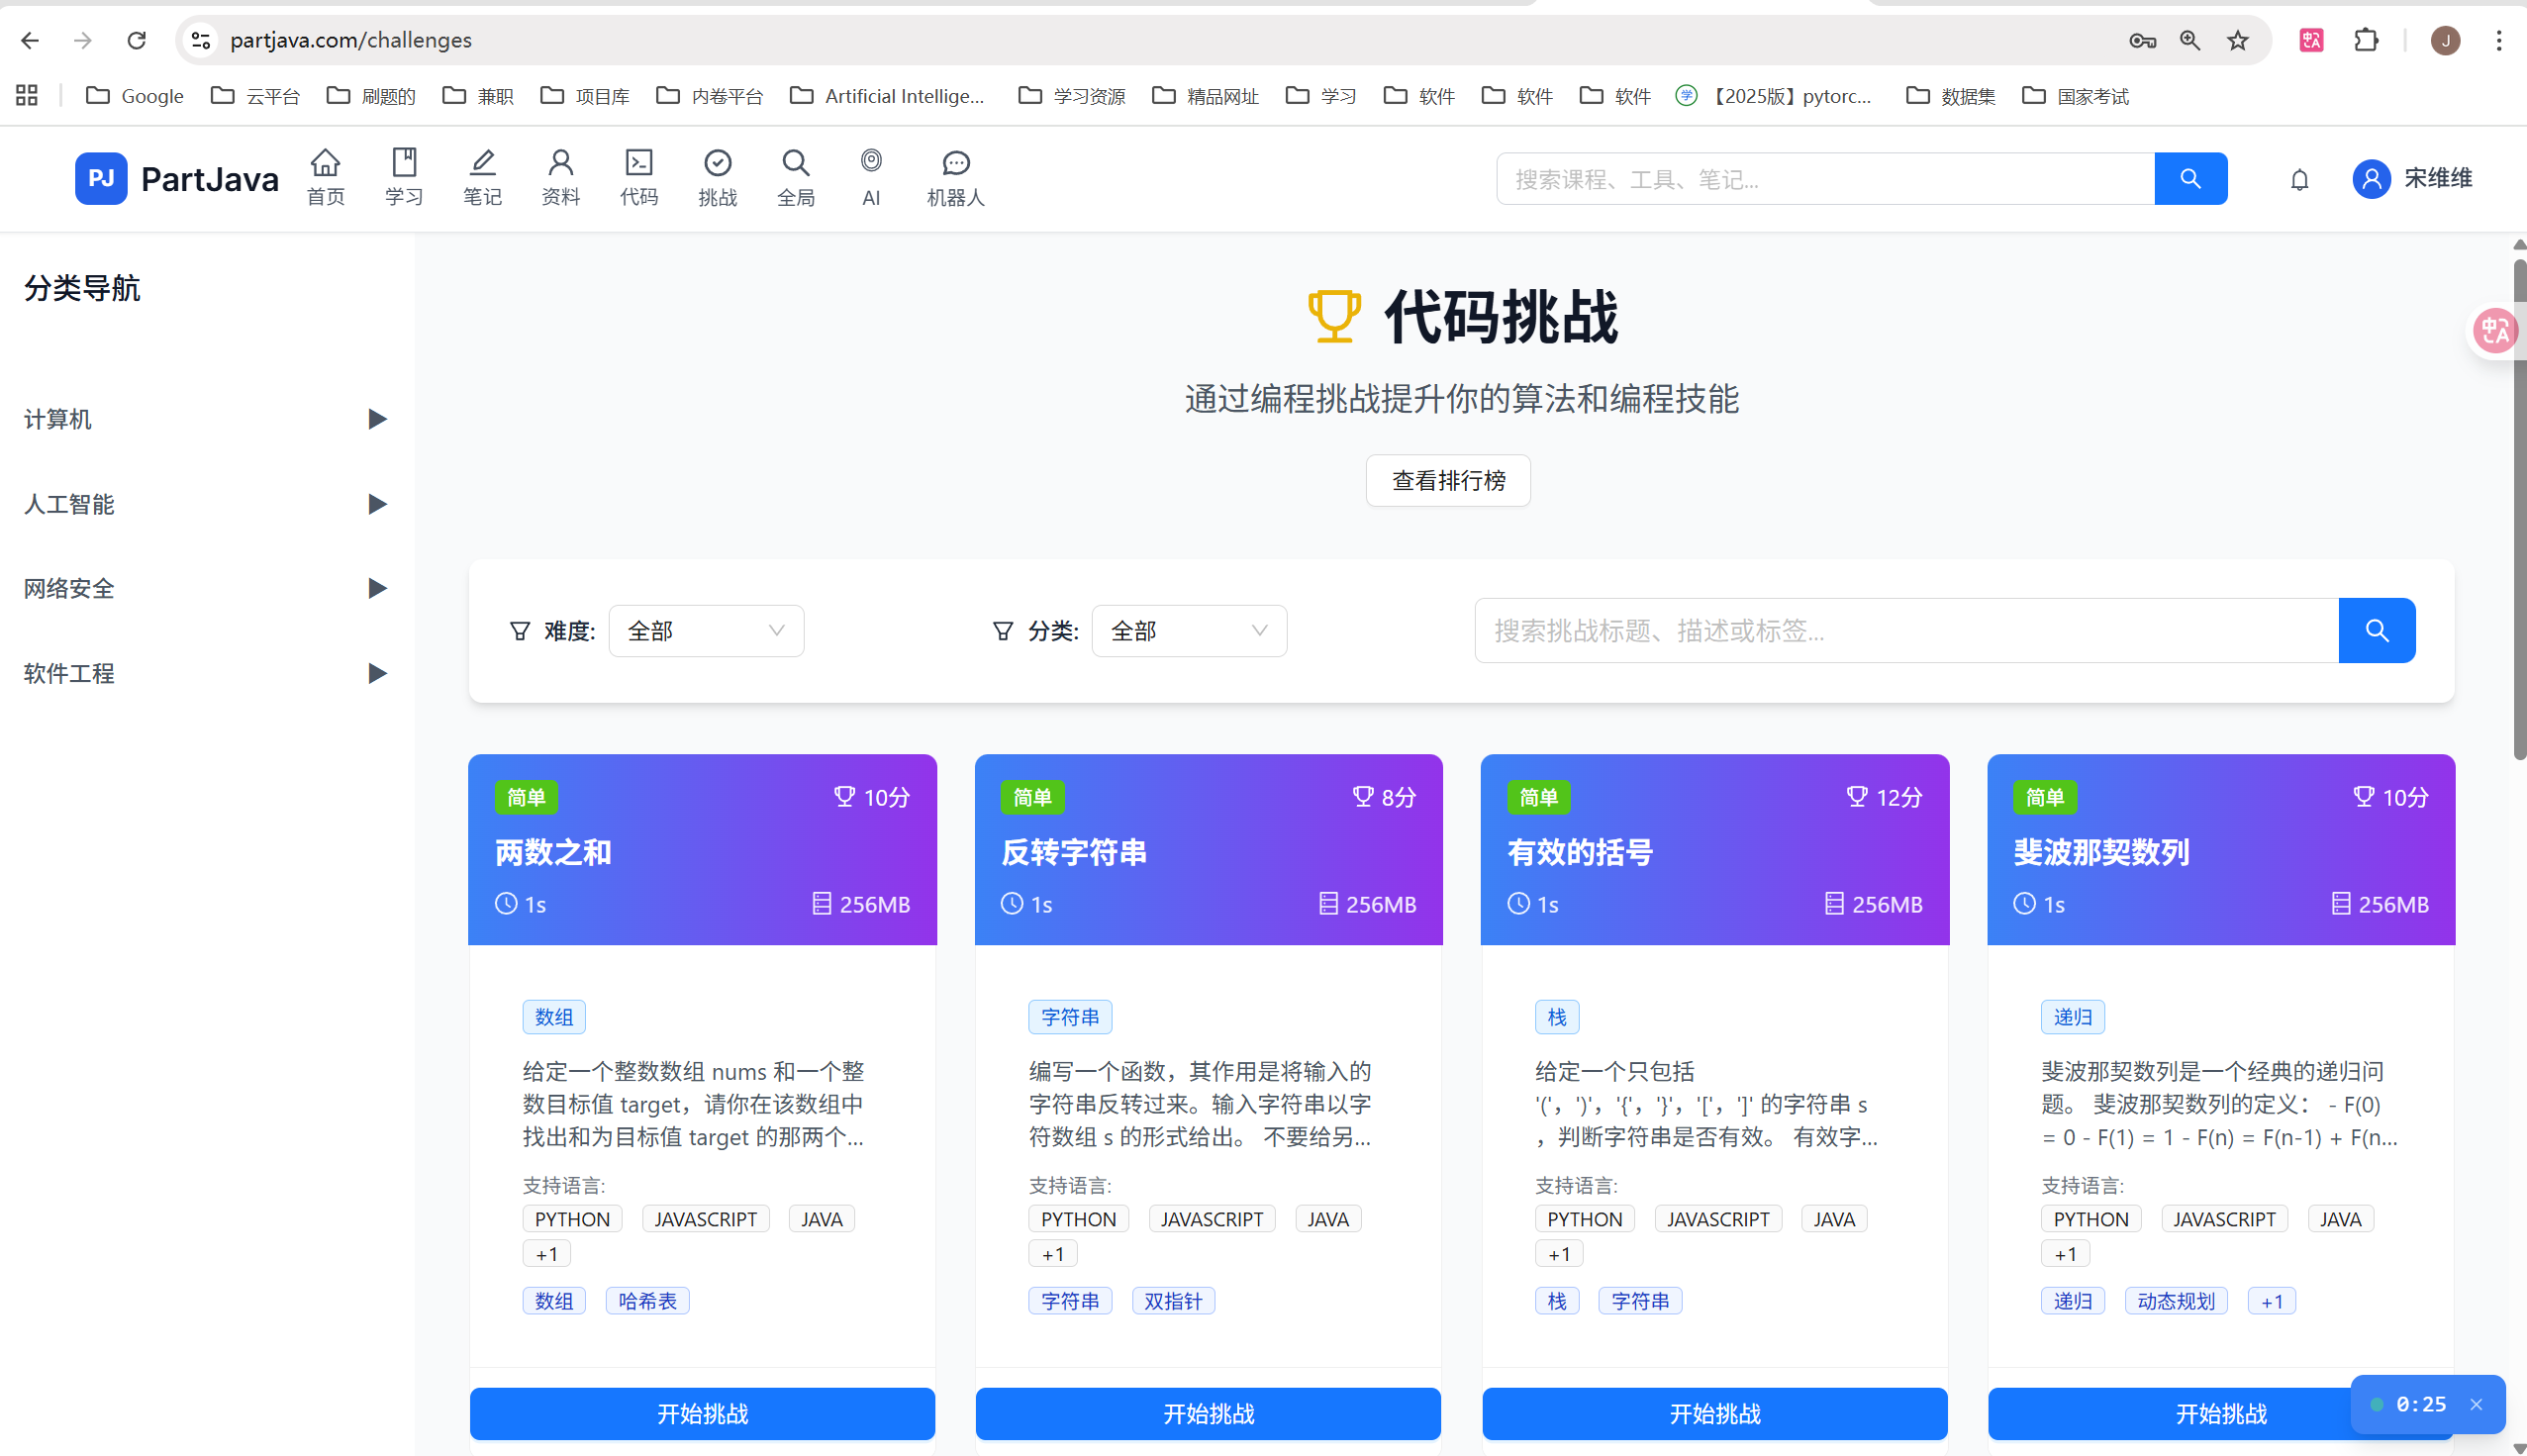 partjava.com/challenges
J
Google
云平台
刷题的
兼职
项目库
内卷平台
Artificial Intellige...
学习资源
精品网址
学习
软件
软件
软件
学
【2025版】pytorc...
数据集
国家考试
PJ
PartJava
首页
学习
笔记
资料
代码
挑战
全局
AI
机器人
搜索课程、工具、笔记...
宋维维
分类导航
计算机
人工智能
网络安全
软件工程
代码挑战
通过编程挑战提升你的算法和编程技能
查看排行榜
中A
难度:
全部
分类:
全部
搜索挑战标题、描述或标签...
简单
10分
两数之和
1s
256MB
数组
给定一个整数数组 nums 和一个整
数目标值 target，请你在该数组中
找出和为目标值 target 的那两个...
支持语言:
PYTHON JAVASCRIPT JAVA
+1
数组 哈希表
开始挑战
简单
8分
反转字符串
1s
256MB
字符串
编写一个函数，其作用是将输入的
字符串反转过来。输入字符串以字
符数组 s 的形式给出。 不要给另...
支持语言:
PYTHON JAVASCRIPT JAVA
+1
字符串 双指针
开始挑战
简单
12分
有效的括号
1s
256MB
栈
给定一个只包括
'('，')'，'{'，'}'，'['，']' 的字符串 s
，判断字符串是否有效。 有效字...
支持语言:
PYTHON JAVASCRIPT JAVA
+1
栈 字符串
开始挑战
简单
10分
斐波那契数列
1s
256MB
递归
斐波那契数列是一个经典的递归问
题。 斐波那契数列的定义： - F(0)
= 0 - F(1) = 1 - F(n) = F(n-1) + F(n...
支持语言:
PYTHON JAVASCRIPT JAVA
+1
递归 动态规划 +1
开始挑战
0:25